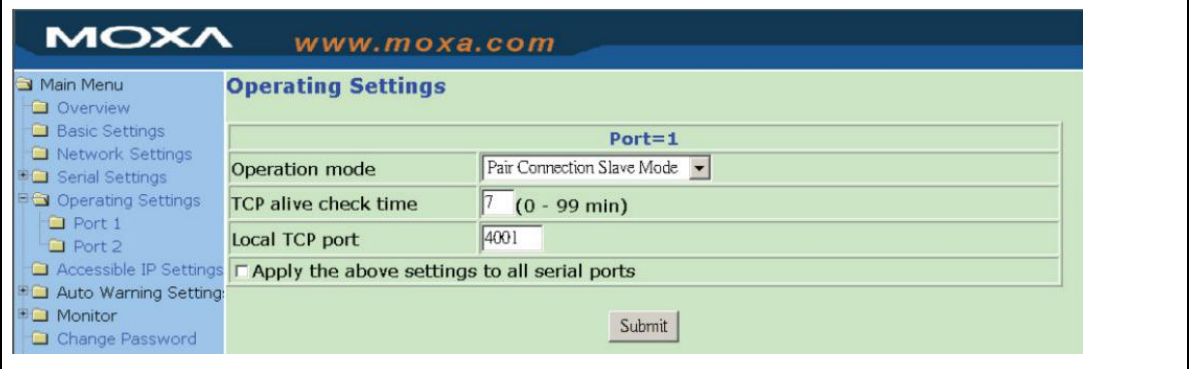 MOXA www.moxa.com
Main Menu
Overview
Basic Settings
Network Settings
Serial Settings
Operating Settings
Port 1
Port 2
Accessible IP Settings
Auto Warning Setting
Monitor
Change Password
Operating Settings
Port=1
Operation mode Pair Connection Slave Mode
TCP alive check time 7 (0 - 99 min)
Local TCP port 4001
Apply the above settings to all serial ports
Submit